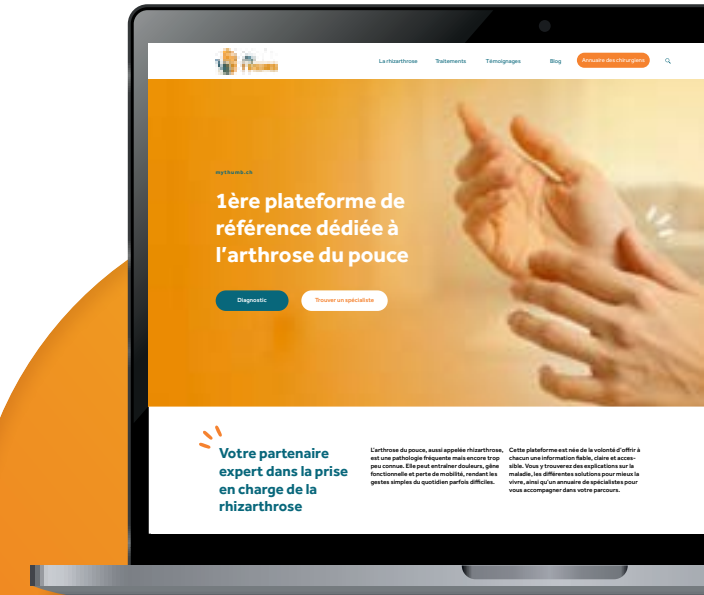 La rhizarthrose
Traitements
Témoignages
Blog
Annuaire des chirurgiens
mythumb.ch
1ère plateforme de
référence dédiée à
l'arthrose du pouce
Diagnostic
Trouver un spécialiste
Votre partenaire
expert dans la prise
en charge de la
rhizarthrose
L'arthrose du pouce, aussi appelée rhizarthrose,
est une pathologie fréquente mais encore trop
peu connue. Elle peut entraîner douleurs, gêne
fonctionnelle et perte de mobilité, rendant les
gestes simples du quotidien parfois difficiles.
Cette plateforme est née de la volonté d'offrir à
chacun une information fiable, claire et acces-
sible. Vous y trouverez des explications sur la
maladie, les différentes solutions pour mieux la
vivre, ainsi qu'un annuaire de spécialistes pour
vous accompagner dans votre parcours.